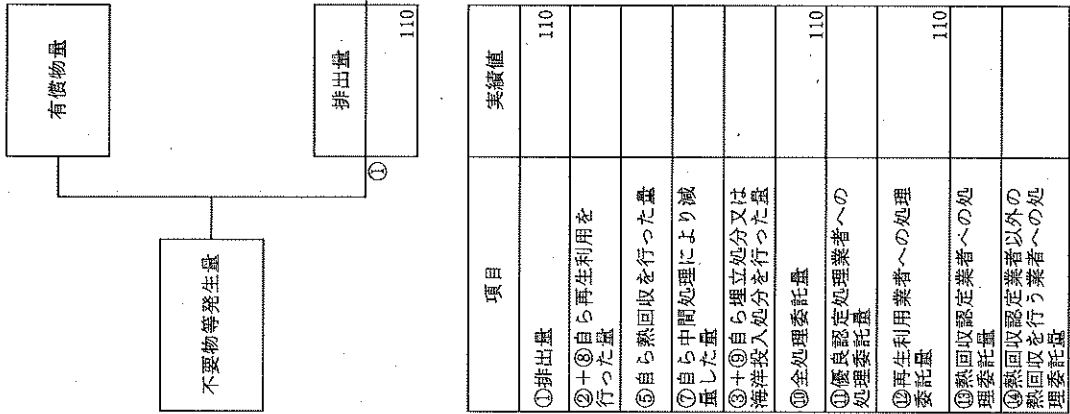 有償物量
不要物等発生量
排出量
①
110
項目
実績値
①排出量
110
②+⑧自ら再生利用を
行った量
⑤自ら熱回収を行った量
⑦自ら中間処理により減
量した量
③+⑨自ら埋立処分又は
海洋投入処分を行った量
⑩全処理委託量
110
⑪優良認定処理業者への
処理委託量
⑫再生利用業者への処理
委託量
110
⑬熱回収認定業者への処
理委託量
⑭熱回収認定業者以外の
熱回収を行う業者への処
理委託量